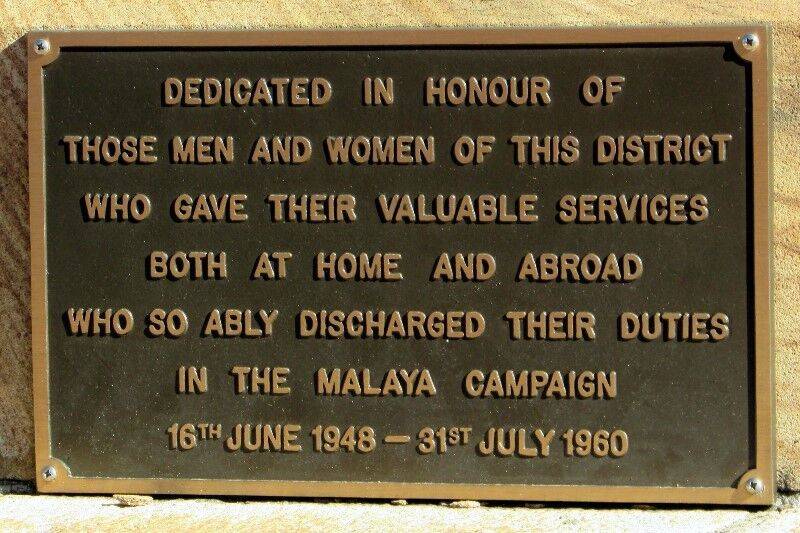 DEDICATED IN HONOUR OF
THOSE MEN AND WOMEN OF THIS DISTRICT
WHO GAVE THEIR VALUABLE SERVICES
BOTH AT HOME AND ABROAD
WHO SO ABLY DISCHARGED THEIR DUTIES
IN THE MALAYA CAMPAIGN
16TH JUNE 1948 – 31ST JULY 1960